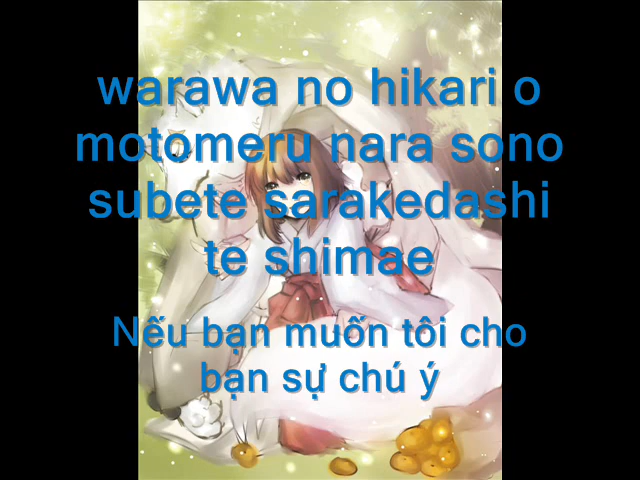 warawa no hikari o
motomeru nara sono
subete sarakedashi
te shimae
Nếu bạn muốn tôi cho
bạn sự chú ý